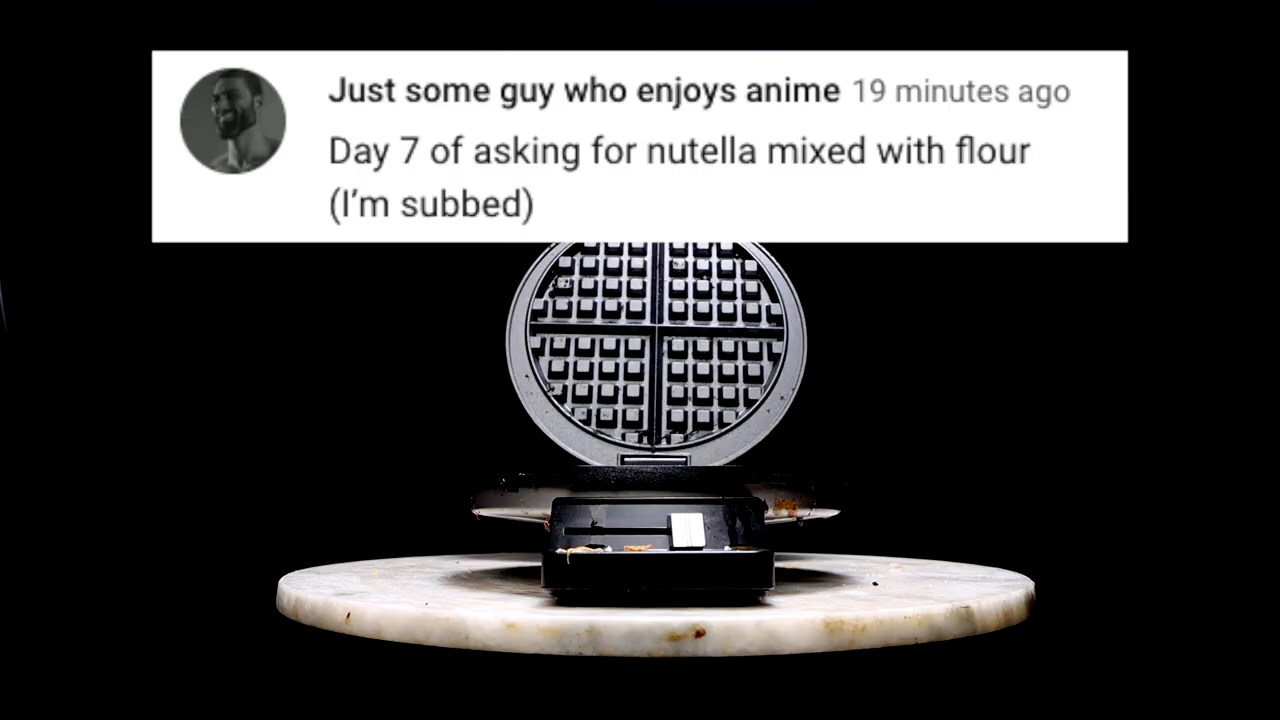 Just some guy who enjoys anime 19 minutes ago
Day 7 of asking for nutella mixed with flour
(I’m subbed)